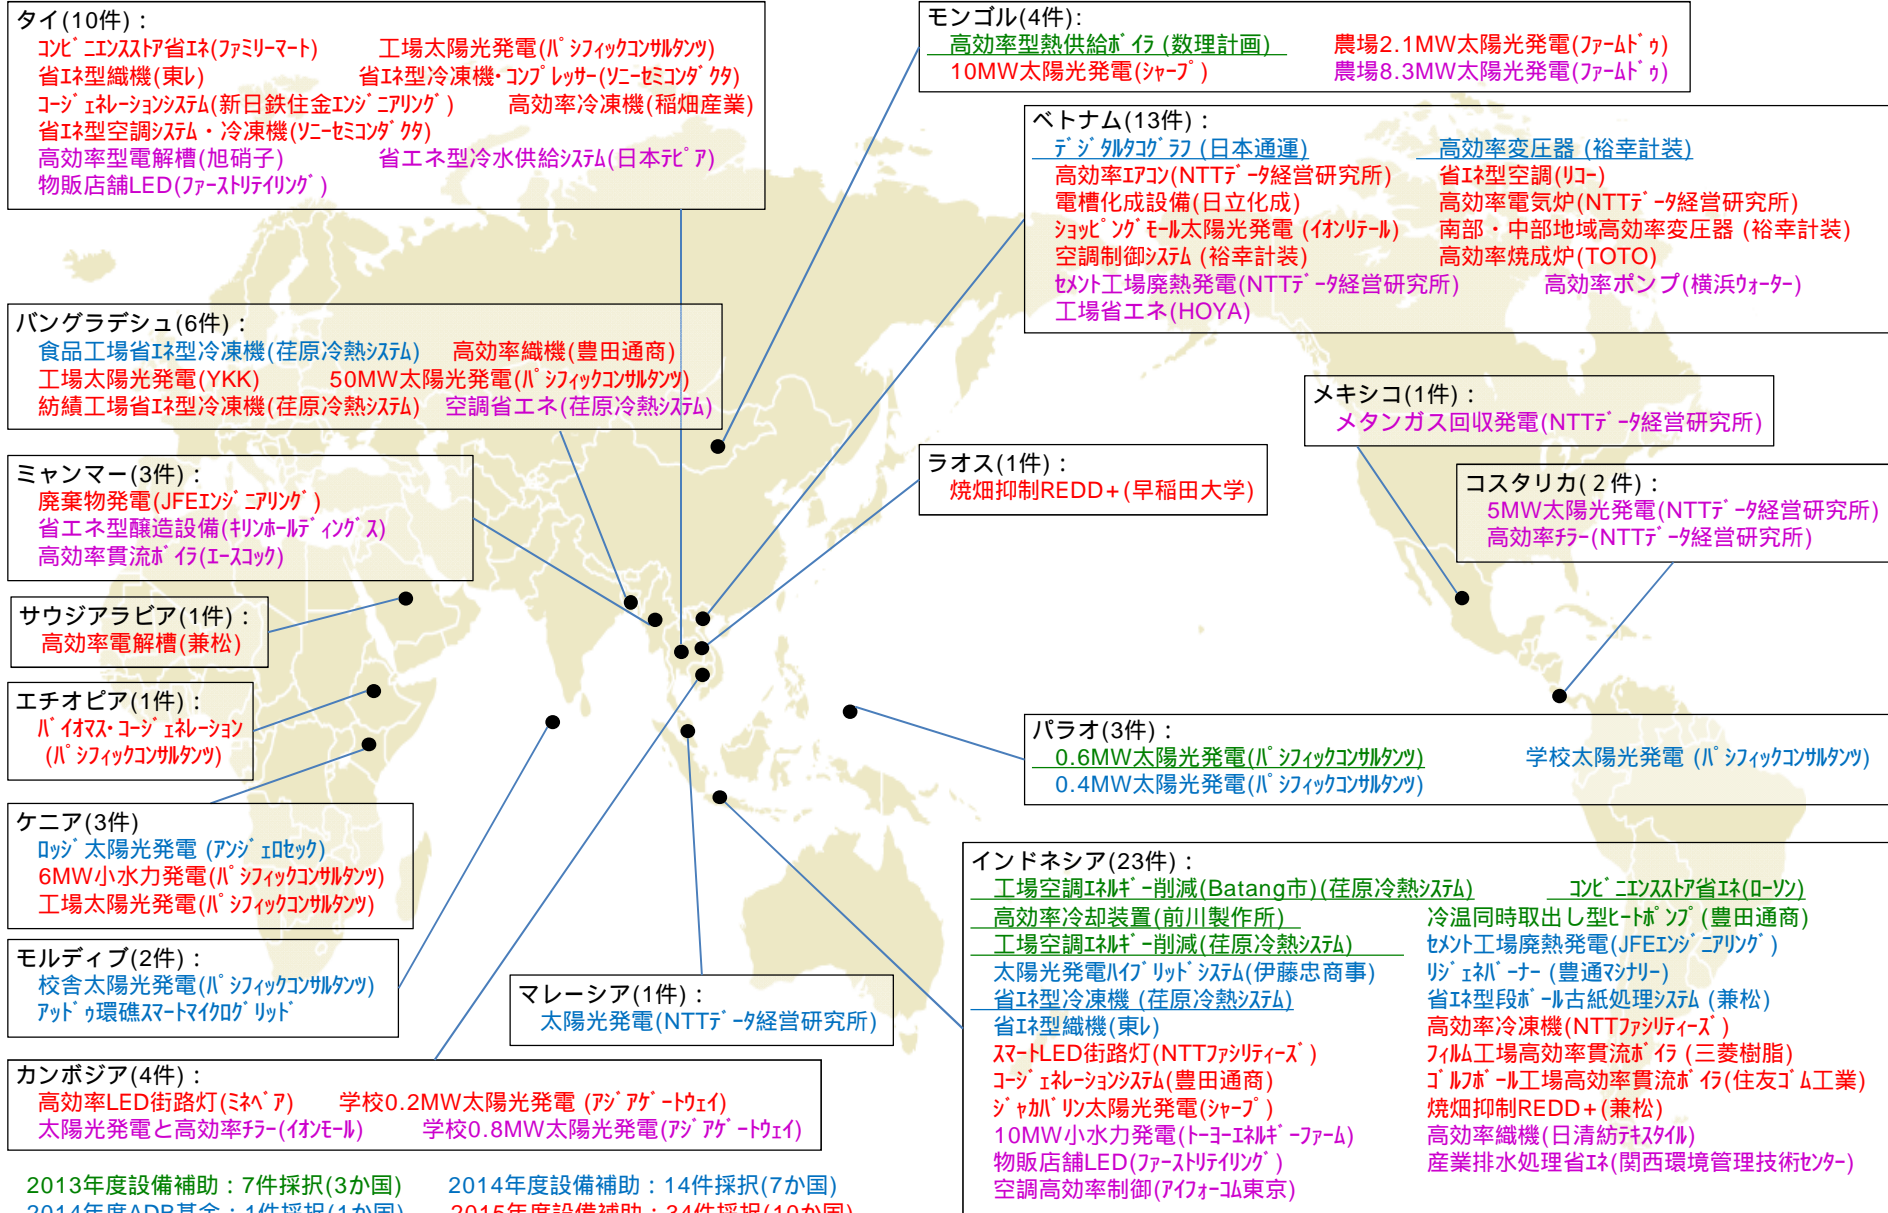 タイ(10件)：
コンビニエンスストア省エネ(ファミリーマート)　工場太陽光発電(パシフィックコンサルタンツ)
省エネ型織機(東レ)　省エネ型冷凍機・コンプレッサー(ソニーセミコンダクタ)
コージェネレーションシステム(新日鉄住金エンジニアリング)　高効率冷凍機(稲畑産業)
省エネ型空調システム・冷凍機(ソニーセミコンダクタ)
高効率型電解槽(旭硝子)　省エネ型冷水供給システム(日本テピア)
物販店舗LED(ファーストリテイリング)
モンゴル(4件)：
高効率型熱供給ボイラ(数理計画)　農場2.1MW太陽光発電(ファームドゥ)
10MW太陽光発電(シャープ)　農場8.3MW太陽光発電(ファームドゥ)
ベトナム(13件)：
デジタルタコグラフ(日本通運)　高効率変圧器(裕幸計装)
高効率エアコン(NTTデータ経営研究所)　省エネ型空調(リコー)
電槽化成設備(日立化成)　高効率電気炉(NTTデータ経営研究所)
ショッピングモール太陽光発電(イオンリテール)　南部・中部地域高効率変圧器(裕幸計装)
空調制御システム(裕幸計装)　高効率焼成炉(TOTO)
セメント工場廃熱発電(NTTデータ経営研究所)　高効率ポンプ(横浜ウォーター)
工場省エネ(HOYA)
バングラデシュ(6件)：
食品工場省エネ型冷凍機(荏原冷熱システム)　高効率織機(豊田通商)
工場太陽光発電(YKK)　50MW太陽光発電(パシフィックコンサルタンツ)
紡績工場省エネ型冷凍機(荏原冷熱システム)　空調省エネ(荏原冷熱システム)
メキシコ(1件)：
メタンガス回収発電(NTTデータ経営研究所)
ミャンマー(3件)：
廃棄物発電(JFEエンジニアリング)
省エネ型醸造設備(キリンホールディングス)
高効率貫流ボイラ(エースコック)
ラオス(1件)：
焼畑抑制REDD+(早稲田大学)
コスタリカ(２件)：
5MW太陽光発電(NTTデータ経営研究所)
高効率チラー(NTTデータ経営研究所)
サウジアラビア(1件)：
高効率電解槽(兼松)
エチオピア(1件)：
バイオマス・コージェネレーション
(パシフィックコンサルタンツ)
パラオ(3件)：
0.6MW太陽光発電(パシフィックコンサルタンツ)　学校太陽光発電(パシフィックコンサルタンツ)
0.4MW太陽光発電(パシフィックコンサルタンツ)
ケニア(3件)
ロッジ太陽光発電(アンジェロセック)
6MW小水力発電(パシフィックコンサルタンツ)
工場太陽光発電(パシフィックコンサルタンツ)
モルディブ(2件)：
校舎太陽光発電(パシフィックコンサルタンツ)
アッドゥ環礁スマートマイクログリッド
マレーシア(1件)：
太陽光発電(NTTデータ経営研究所)
インドネシア(23件)：
工場空調エネルギー削減(Batang市)(荏原冷熱システム)　コンビニエンスストア省エネ(ローソン)
高効率冷却装置(前川製作所)　冷温同時取出し型ヒートポンプ(豊田通商)
工場空調エネルギー削減(荏原冷熱システム)　セメント工場廃熱発電(JFEエンジニアリング)
太陽光発電ハイブリッドシステム(伊藤忠商事)　リジェネバーナー(豊通マシナリー)
省エネ型冷凍機(荏原冷熱システム)　省エネ型段ボール古紙処理システム(兼松)
省エネ型織機(東レ)　高効率冷凍機(NTTファシリティーズ)
スマートLED街路灯(NTTファシリティーズ)　フィルム工場高効率貫流ボイラ(三菱樹脂)
コージェネレーションシステム(豊田通商)　ゴルフボール工場高効率貫流ボイラ(住友ゴム工業)
ジャカバリン太陽光発電(シャープ)　焼畑抑制REDD+(兼松)
10MW小水力発電(トーヨーエネルギーファーム)　高効率織機(日清紡テキスタイル)
物販店舗LED(ファーストリテイリング)　産業排水処理省エネ(関西環境管理技術センター)
空調高効率制御(アイフォーコム東京)
カンボジア(4件)：
高効率LED街路灯(ミネベア)　学校0.2MW太陽光発電(アジアゲートウェイ)
太陽光発電と高効率チラー(イオンモール)　学校0.8MW太陽光発電(アジアゲートウェイ)
2013年度設備補助：7件採択(3か国)　2014年度設備補助：14件採択(7か国)
2014年度ADB基金：1件採択(1か国)　2015年度設備補助：34件採択(10か国)